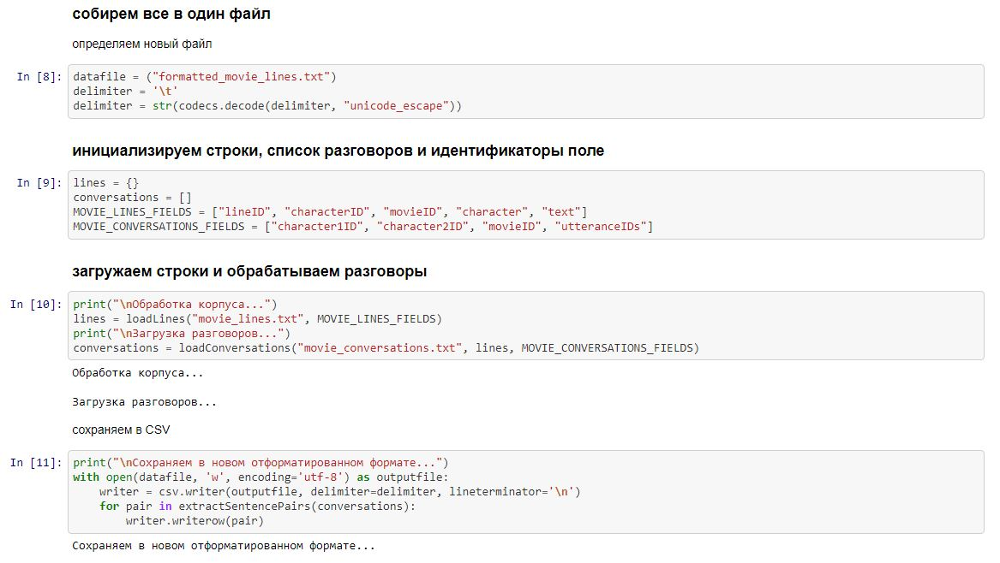 собирем все в один файл
определяем новый файл
In [8]: datafile = ("formatted_movie_lines.txt")
delimiter = '\t'
delimiter = str(codecs.decode(delimiter, "unicode_escape"))
инициализируем строки, список разговоров и идентификаторы поле
In [9]: lines = {}
conversations = []
MOVIE_LINES_FIELDS = ["lineID", "characterID", "movieID", "character", "text"]
MOVIE_CONVERSATIONS_FIELDS = ["character1ID", "character2ID", "movieID", "utteranceIDs"]
загружаем строки и обрабатываем разговоры
In [10]: print("\nОбработка корпуса...")
lines = loadLines("movie_lines.txt", MOVIE_LINES_FIELDS)
print("\nЗагрузка разговоров...")
conversations = loadConversations("movie_conversations.txt", lines, MOVIE_CONVERSATIONS_FIELDS)
Обработка корпуса...
Загрузка разговоров...
сохраняем в CSV
In [11]: print("\nСохраняем в новом отформатированном формате...")
with open(datafile, 'w', encoding='utf-8') as outputfile:
    writer = csv.writer(outputfile, delimiter=delimiter, lineterminator='\n')
    for pair in extractSentencePairs(conversations):
        writer.writerow(pair)
Сохраняем в новом отформатированном формате...